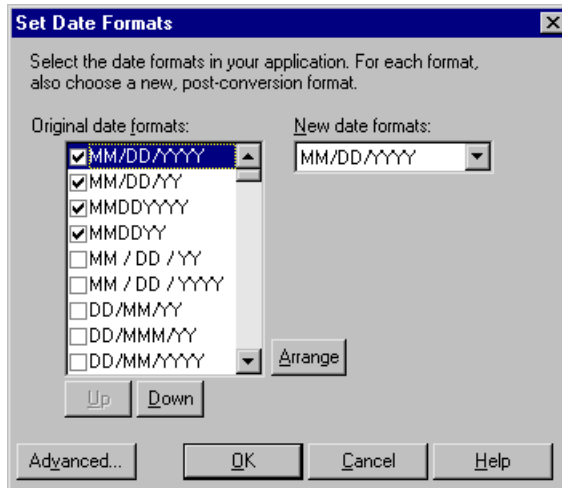 Set Date Formats
Select the date formats in your application. For each format,
also choose a new, post-conversion format.
Original date formats:
New date formats:
MM/DD/YYYY
MM/DD/YY
MMDDYYYY
MMDDYY
MM / DD / YY
MM / DD / YYYY
DD/MM/YY
DD/MMM/YY
DD/MM/YYYY
MM/DD/YYYY
Arrange
Up
Down
Advanced...
OK
Cancel
Help